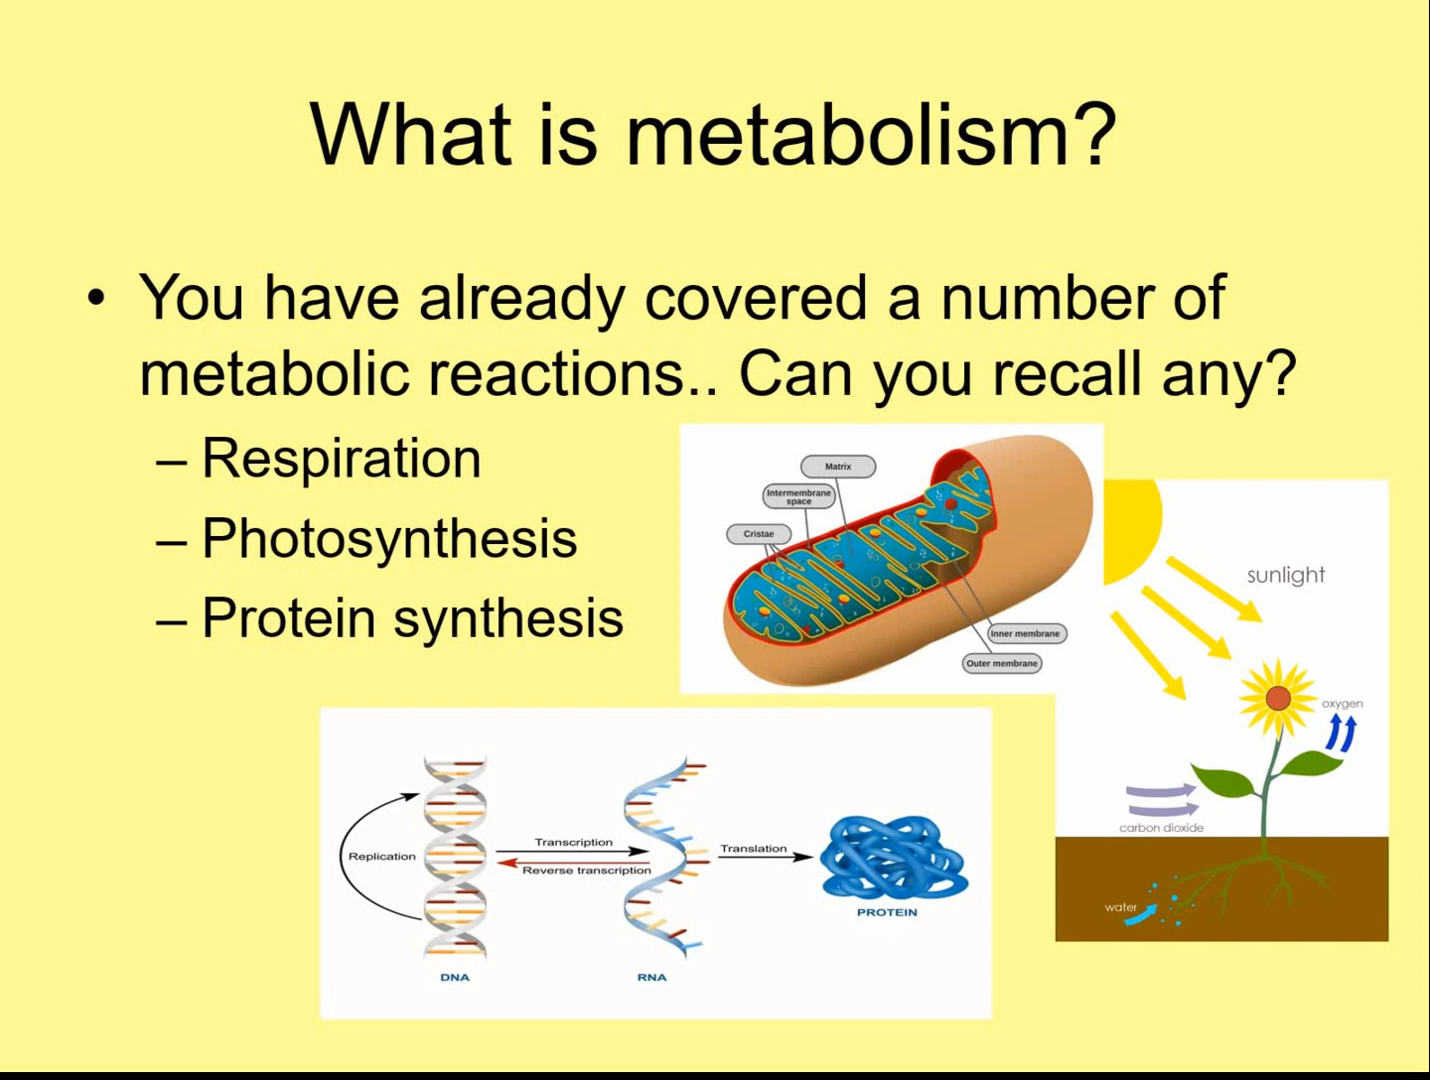 What is metabolism?
• You have already covered a number of
metabolic reactions.. Can you recall any?
– Respiration
– Photosynthesis
– Protein synthesis
Matrix
Intermembrane
space
Cristae
Inner membrane
Outer membrane
sunlight
oxygen
carbon dioxide
water
Replication
Transcription
Reverse transcription
Translation
PROTEIN
DNA
RNA